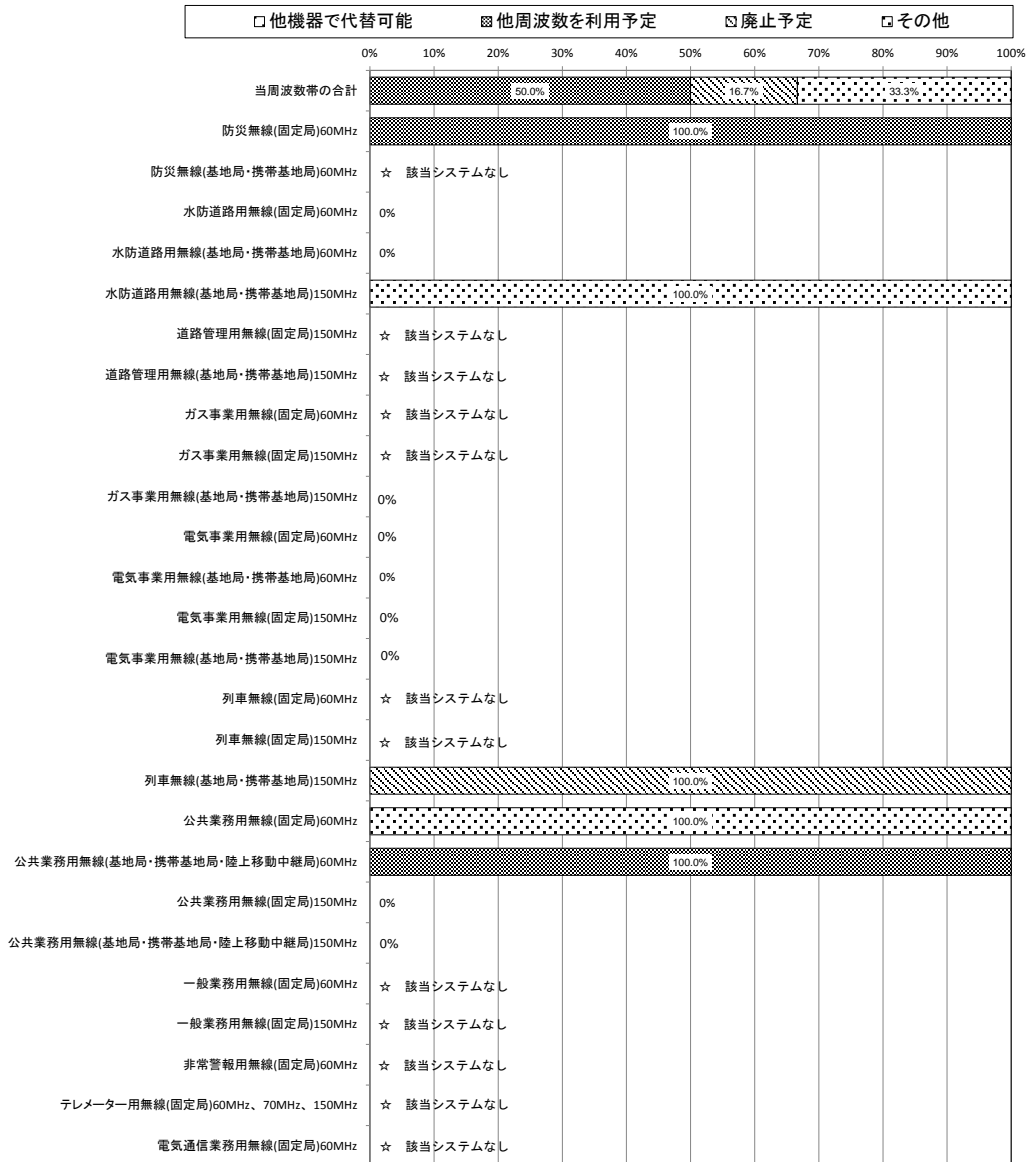 他機器で代替可能 他周波数を利用予定 廃止予定 その他
0% 10% 20% 30% 40% 50% 60% 70% 80% 90% 100%
当周波数帯の合計 50.0% 16.7% 33.3%
防災無線(固定局)60MHz 100.0%
防災無線(基地局・携帯基地局)60MHz ☆ 該当システムなし
水防道路用無線(固定局)60MHz 0%
水防道路用無線(基地局・携帯基地局)60MHz 0%
水防道路用無線(基地局・携帯基地局)150MHz 100.0%
道路管理用無線(固定局)150MHz ☆ 該当システムなし
道路管理用無線(基地局・携帯基地局)150MHz ☆ 該当システムなし
ガス事業用無線(固定局)60MHz ☆ 該当システムなし
ガス事業用無線(固定局)150MHz ☆ 該当システムなし
ガス事業用無線(基地局・携帯基地局)150MHz 0%
電気事業用無線(固定局)60MHz 0%
電気事業用無線(基地局・携帯基地局)60MHz 0%
電気事業用無線(固定局)150MHz 0%
電気事業用無線(基地局・携帯基地局)150MHz 0%
列車無線(固定局)60MHz ☆ 該当システムなし
列車無線(固定局)150MHz ☆ 該当システムなし
列車無線(基地局・携帯基地局)150MHz 100.0%
公共業務用無線(固定局)60MHz 100.0%
公共業務用無線(基地局・携帯基地局・陸上移動中継局)60MHz 100.0%
公共業務用無線(固定局)150MHz 0%
公共業務用無線(基地局・携帯基地局・陸上移動中継局)150MHz 0%
一般業務用無線(固定局)60MHz ☆ 該当システムなし
一般業務用無線(固定局)150MHz ☆ 該当システムなし
非常警報用無線(固定局)60MHz ☆ 該当システムなし
テレメーター用無線(固定局)60MHz、70MHz、150MHz ☆ 該当システムなし
電気通信業務用無線(固定局)60MHz ☆ 該当システムなし